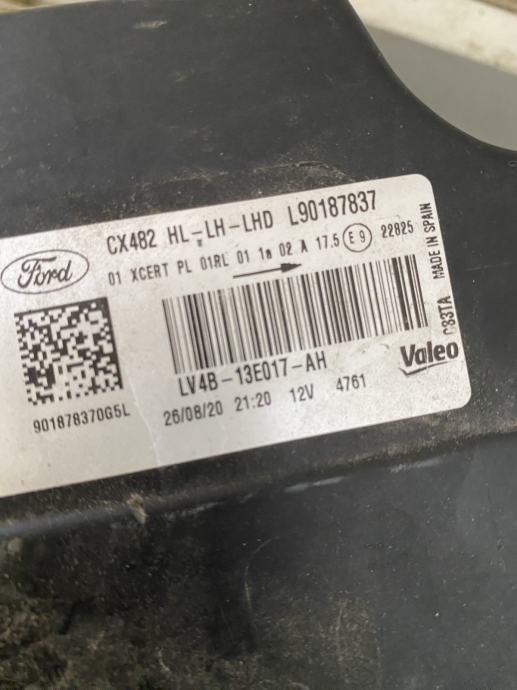 Ford
CX482 HL-LH-LHD L90187837
01 XCERT PL 01RL 01 1a 02 A 17.5 E9 22825
LV4B-13E017-AH
26/08/20 21:20 12V 4761
901878370G5L
Valeo
MADE IN SPAIN